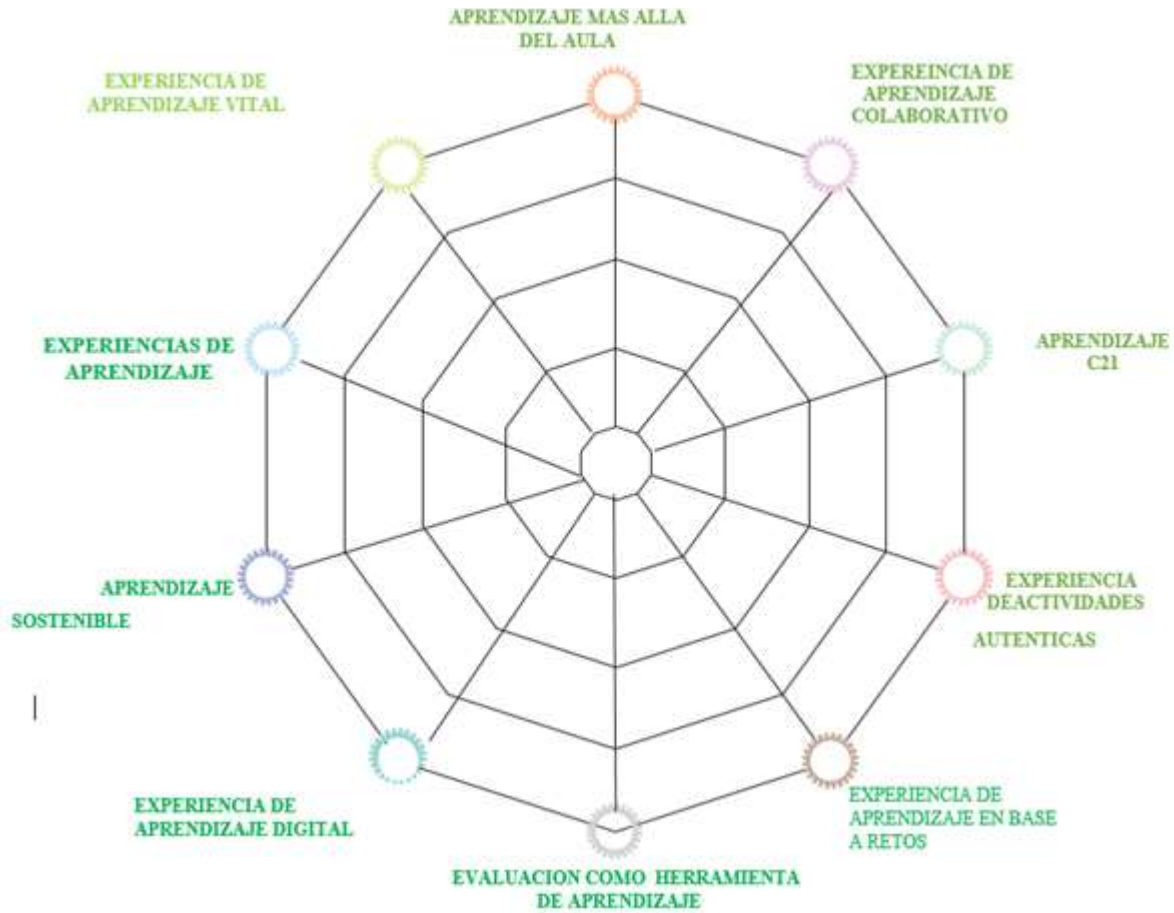 APRENDIZAJE MAS ALLA
DEL AULA
EXPERIENCIA DE
APRENDIZAJE VITAL
EXPEREINCIA DE
APRENDIZAJE
COLABORATIVO
EXPERIENCIAS DE
APRENDIZAJE
APRENDIZAJE
C21
APRENDIZAJE
SOSTENIBLE
EXPERIENCIA
DEACTIVIDADES
AUTENTICAS
EXPERIENCIA DE
APRENDIZAJE DIGITAL
EXPERIENCIA DE
APRENDIZAJE EN BASE
A RETOS
EVALUACION COMO HERRAMIENTA
DE APRENDIZAJE